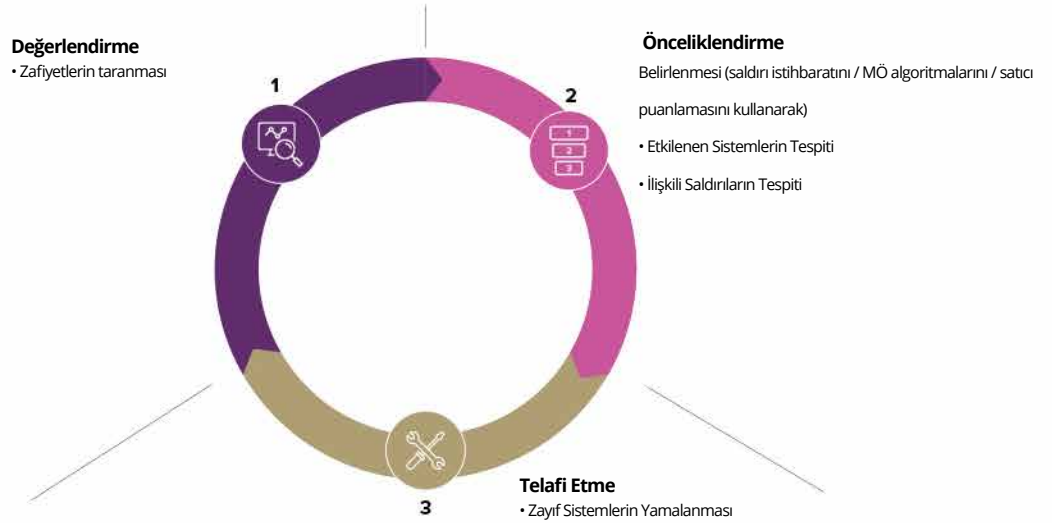 Değerlendirme
• Zafiyetlerin taranması
1
Önceliklendirme
Belirlenmesi (saldırı istihbaratını / MÖ algoritmalarını / satıcı
puanlamasını kullanarak)
• Etkilenen Sistemlerin Tespiti
• İlişkili Saldırıların Tespiti
2
1
2
3
Telafi Etme
• Zayıf Sistemlerin Yamalanması
3